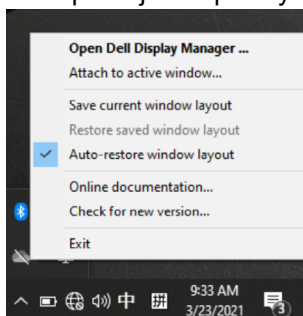 Open Dell Display Manager ...
Attach to active window...
Save current window layout
Restore saved window layout
Auto-restore window layout
Online documentation...
Check for new version...
Exit
中
9:33 AM
3/23/2021
3